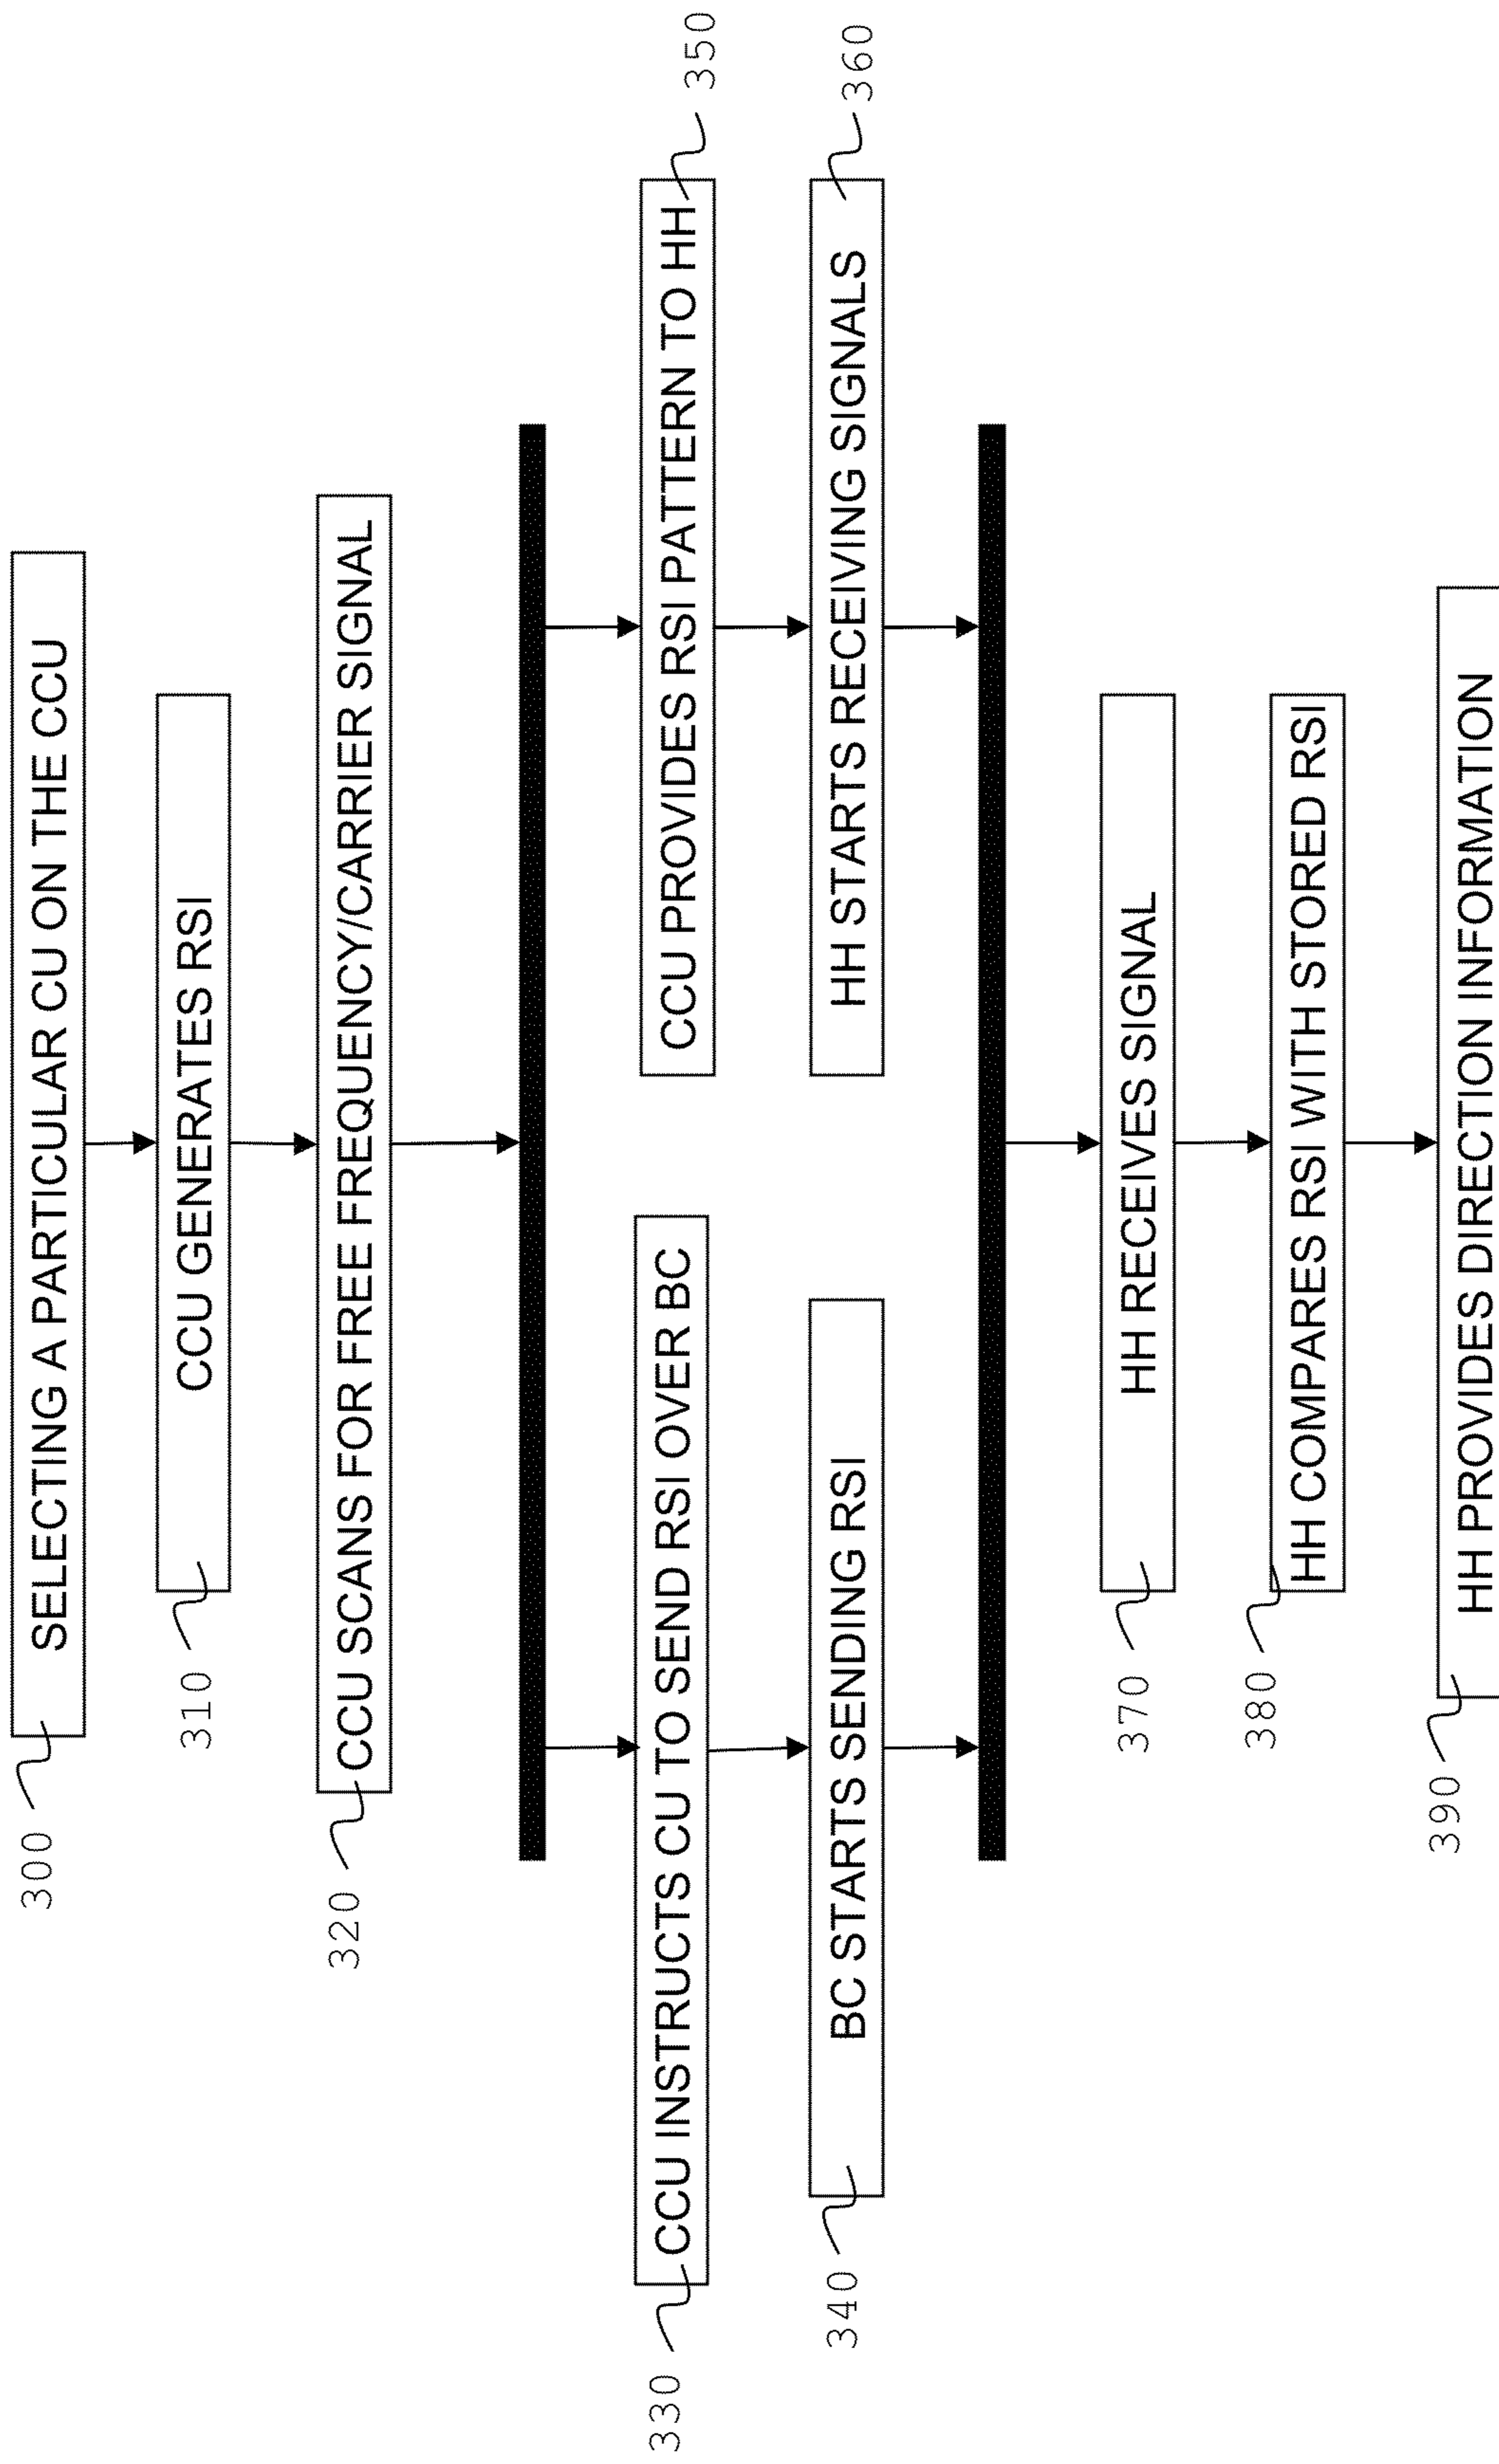 300
SELECTING A PARTICULAR CU ON THE CCU
310
CCU GENERATES RSI
320
CCU SCANS FOR FREE FREQUENCY/CARRIER SIGNAL
330
CCU INSTRUCTS CU TO SEND RSI OVER BC
340
BC STARTS SENDING RSI
CCU PROVIDES RSI PATTERN TO HH
350
HH STARTS RECEIVING SIGNALS
360
370
HH RECEIVES SIGNAL
380
HH COMPARES RSI WITH STORED RSI
390
HH PROVIDES DIRECTION INFORMATION